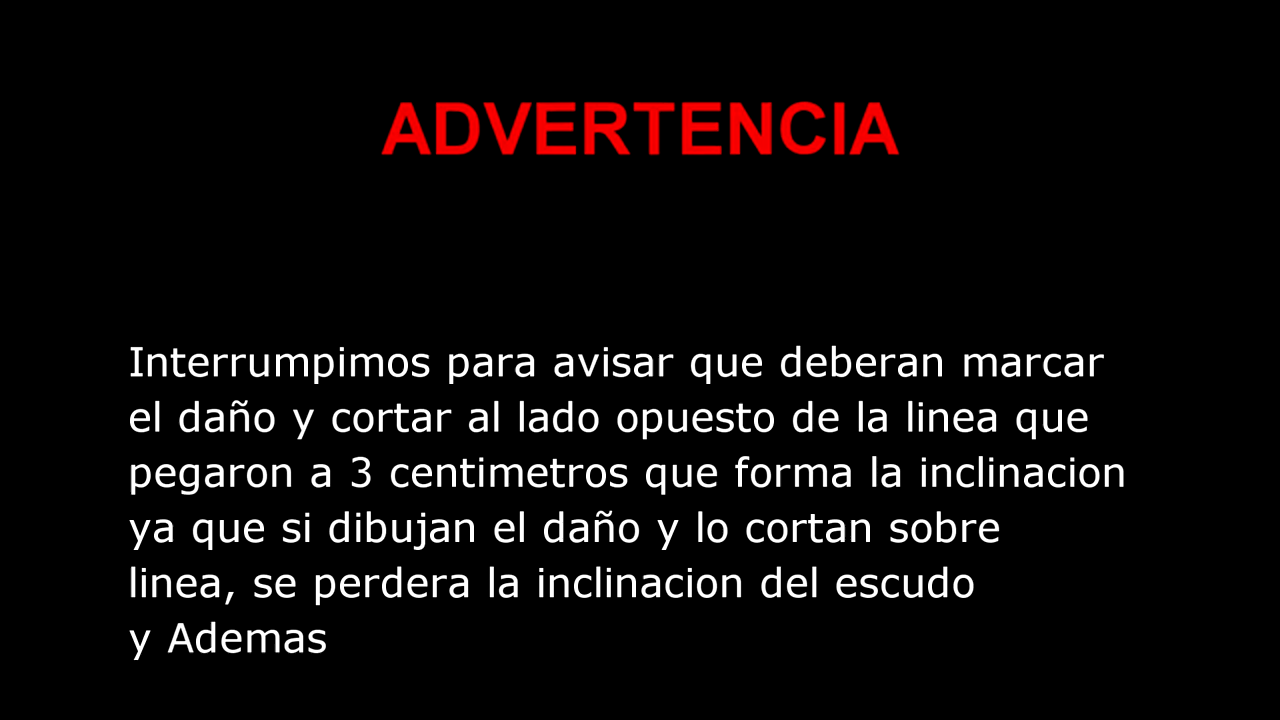 ADVERTENCIA
Interrumpimos para avisar que deberan marcar
el daño y cortar al lado opuesto de la linea que
pegaron a 3 centimetros que forma la inclinacion
ya que si dibujan el daño y lo cortan sobre
linea, se perdera la inclinacion del escudo
y Ademas